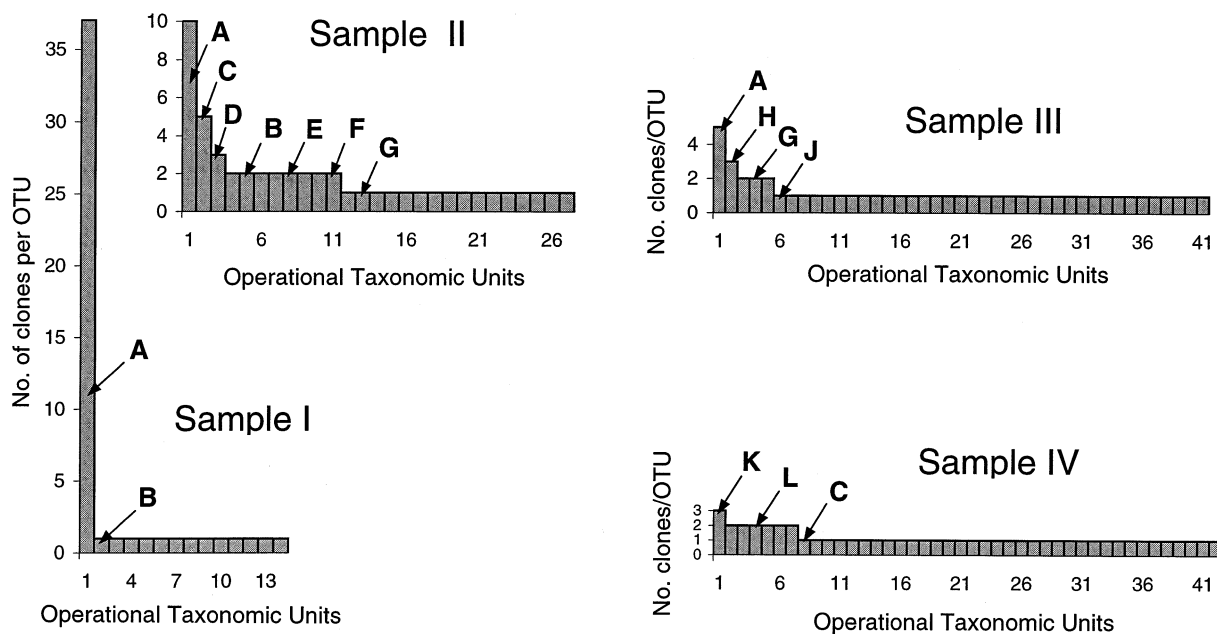 Sample II
10
8
6
4
2
0
A
C
D
B
E
F
G
1 6 11 16 21 26
Operational Taxonomic Units
No. of clones per OTU
35
30
25
20
15
10
5
0
A
B
Sample I
1 4 7 10 13
Operational Taxonomic Units
Sample III
No. clones/OTU
4
2
0
A
H
G
J
1 6 11 16 21 26 31 36 41
Operational Taxonomic Units
Sample IV
No. clones/OTU
3
2
1
0
K
L
C
1 6 11 16 21 26 31 36 41
Operational Taxonomic Units